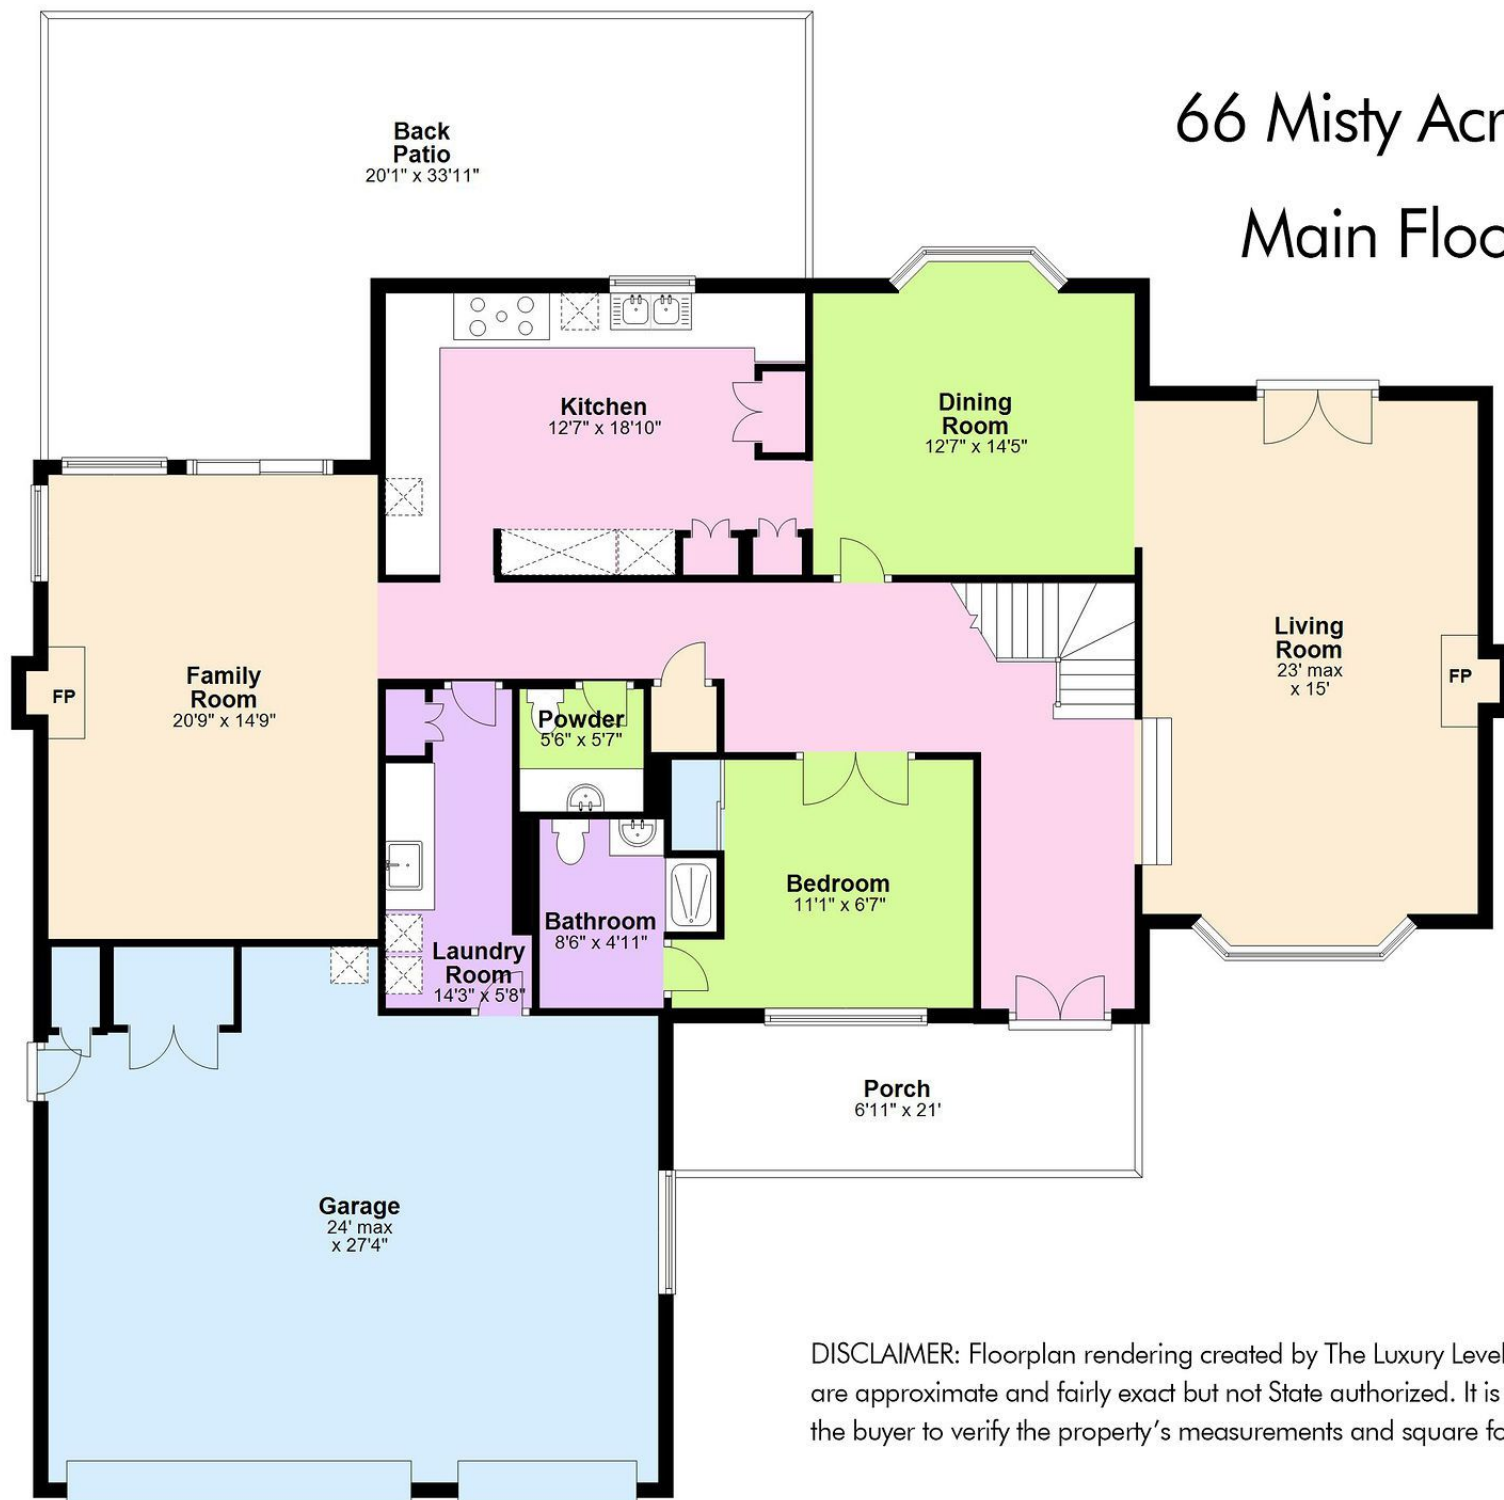 66 Misty Acr
Main Floo
Back
Patio
20'1" x 33'11"
Kitchen
12'7" x 18'10"
Dining
Room
12'7" x 14'5"
Living
Room
23' max
x 15'
FP
FP
Family
Room
20'9" x 14'9"
Powder
5'6" x 5'7"
Bedroom
11'1" x 6'7"
Bathroom
8'6" x 4'11"
Laundry
Room
14'3" x 5'8"
Porch
6'11" x 21'
Garage
24' max
x 27'4"
DISCLAIMER: Floorplan rendering created by The Luxury Level
are approximate and fairly exact but not State authorized. It is
the buyer to verify the property's measurements and square fo